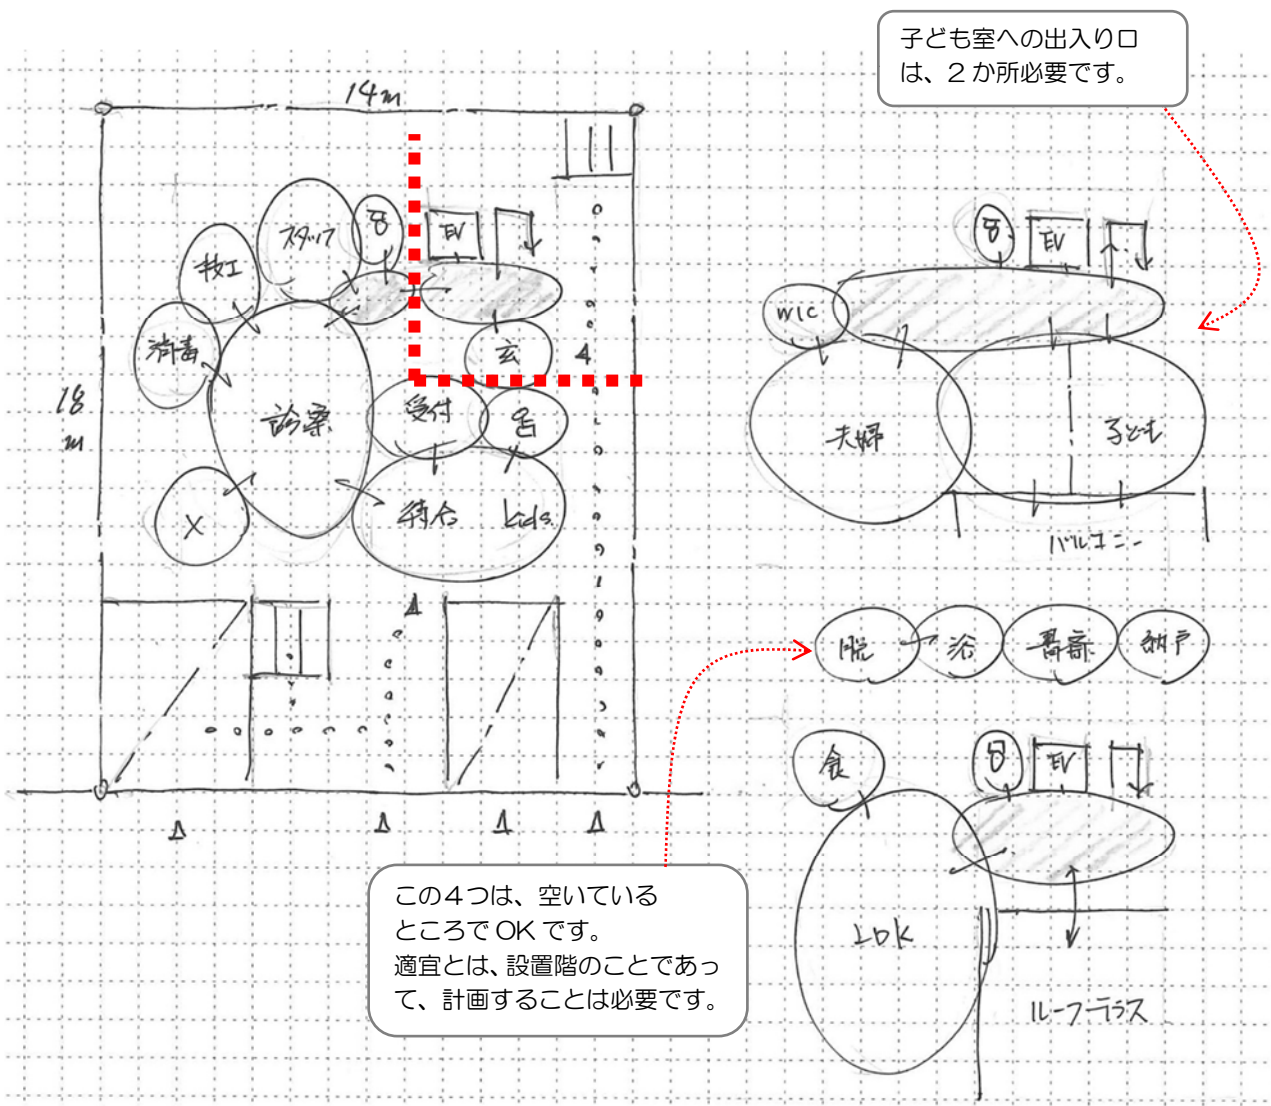 子ども室への出入り口
は、2か所必要です。
14m
18
m
スタッフ
EV
技工
消毒
玄
診察
受付
X
待合 kids
EV
WIC
夫婦
子ども
バルコニー
脱
浴
書斎
納戸
食
EV
LDK
ルーフテラス
この4つは、空いている
ところでOKです。
適宜とは、設置階のことであっ
て、計画することは必要です。